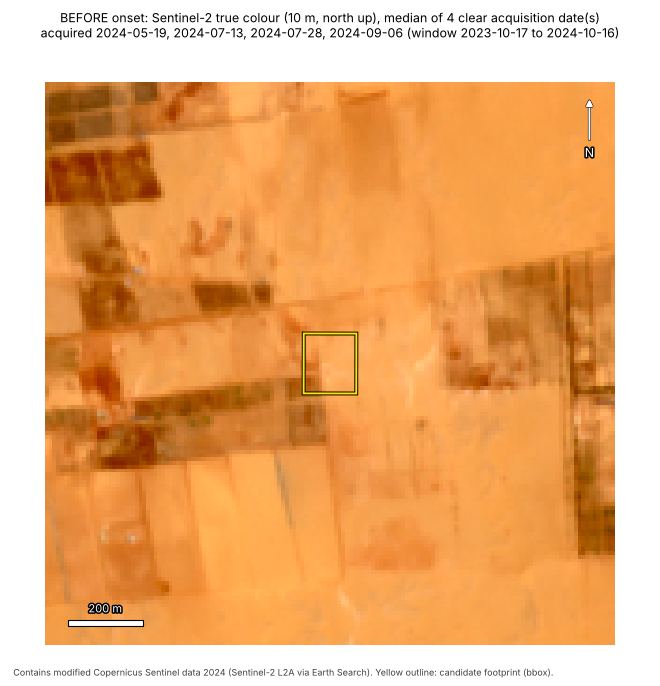 BEFORE onset: Sentinel-2 true colour (10 m, north up), median of 4 clear acquisition date(s)
acquired 2024-05-19, 2024-07-13, 2024-07-28, 2024-09-06 (window 2023-10-17 to 2024-10-16)
N
200 m
Contains modified Copernicus Sentinel data 2024 (Sentinel-2 L2A via Earth Search). Yellow outline: candidate footprint (bbox).